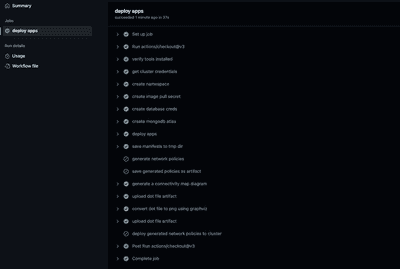 Summary
Jobs
deploy apps
Run details
Usage
Workflow file
deploy apps
succeeded 1 minute ago in
Set up job
Run actions/checkout@v3
verify tools installed
get cluster credentials
create namespace
create image pull secret
create database creds
create mongodb
deploy apps
save manifests in tmp dir
generate network policies
save generated policies as artifact
generate a connectivity map diagram
upload dot file artifact
convert dot file to png using graphviz
upload dot file artifact
deploy generated network policies to cluster
Post Run actions/checkout@v3
Complete job